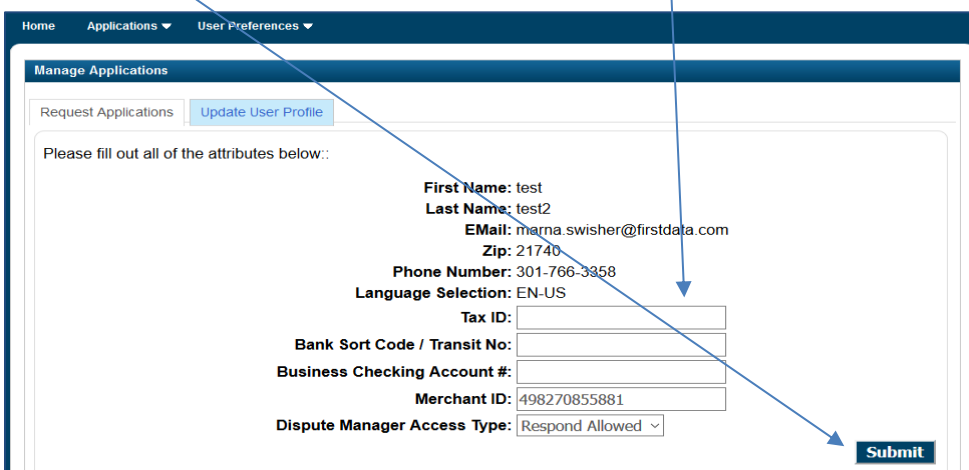 Home Applications User Preferences
Manage Applications
Request Applications Update User Profile
Please fill out all of the attributes below::
First Name: test
Last Name: test2
EMail: marna.swisher@firstdata.com
Zip: 21740
Phone Number: 301-766-3358
Language Selection: EN-US
Tax ID:
Bank Sort Code / Transit No:
Business Checking Account #:
Merchant ID: 498270855881
Dispute Manager Access Type: Respond Allowed
Submit